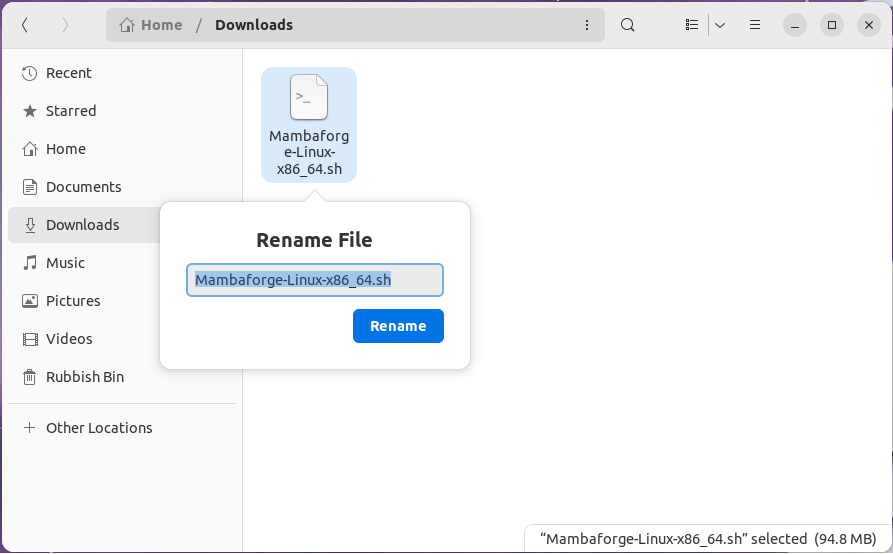 Home / Downloads
Recent
Starred
Home
Documents
Downloads
Music
Pictures
Videos
Rubbish Bin
Other Locations
>_
Mambaforg
e-Linux-
x86_64.sh
Rename File
Mambaforge-Linux-x86_64.sh
Rename
“Mambaforge-Linux-x86_64.sh” selected (94.8 MB)